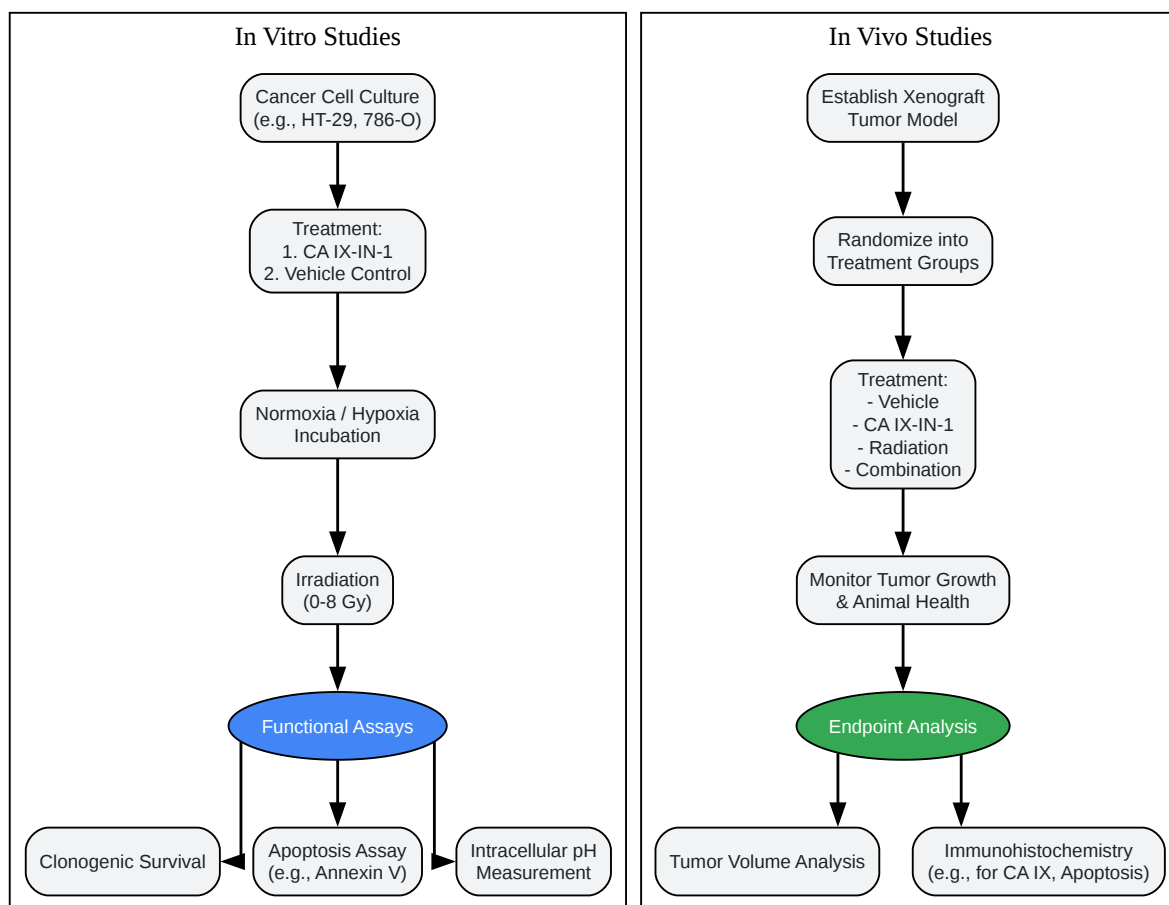 In Vitro Studies
Cancer Cell Culture
(e.g., HT-29, 786-O)
Treatment:
1. CA IX-IN-1
2. Vehicle Control
Normoxia / Hypoxia
Incubation
Irradiation
(0-8 Gy)
Functional Assays
Clonogenic Survival
Apoptosis Assay
(e.g., Annexin V)
Intracellular pH
Measurement
In Vivo Studies
Establish Xenograft
Tumor Model
Randomize into
Treatment Groups
Treatment:
- Vehicle
- CA IX-IN-1
- Radiation
- Combination
Monitor Tumor Growth
& Animal Health
Endpoint Analysis
Tumor Volume Analysis
Immunohistochemistry
(e.g., for CA IX, Apoptosis)